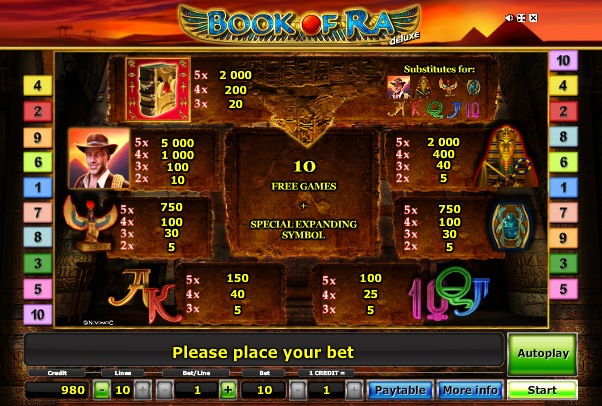 BOOK OF RA
deluxe
10
5x 2 000
4x 200
3x 20
Substitutes for:
A K Q J 10
4
2
9
6
1
7
8
3
5
10
5x 5 000
4x 1 000
3x 100
2x 10
10
FREE GAMES
+
SPECIAL EXPANDING
SYMBOL
5x 2 000
4x 400
3x 40
2x 5
5
2
8
6
1
7
9
3
4
5x 750
4x 100
3x 30
2x 5
5x 750
4x 100
3x 30
2x 5
A K
5x 150
4x 40
3x 5
5x 100
4x 25
3x 5
10 Q J
©NOVOMATIC
Please place your bet
Autoplay
Credit Lines Bet/Line Bet 1 CREDIT =
980 - 10 + - 1 + 10 - 1 +
Paytable
More info
Start